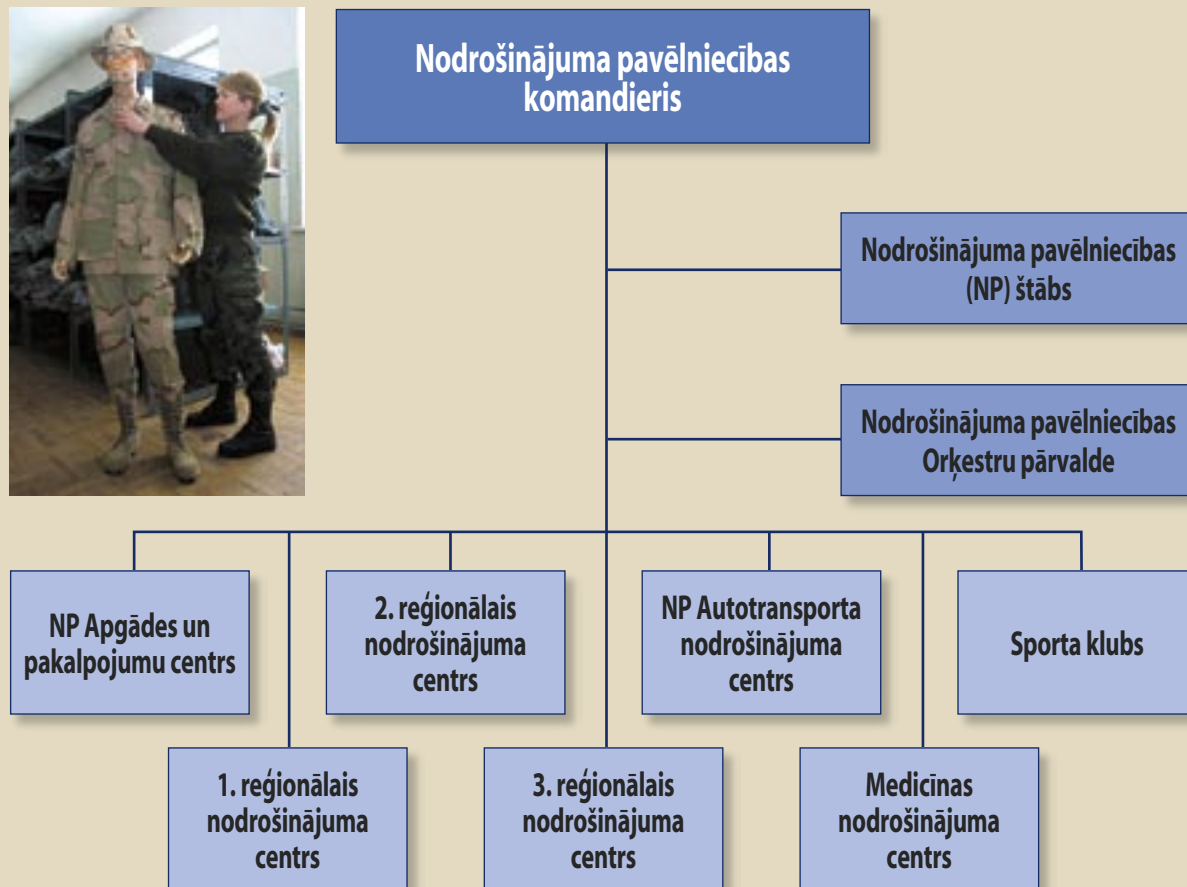 Nodrošinājuma pavēlniecības
komandieris
Nodrošinājuma pavēlniecības
(NP) štābs
Nodrošinājuma pavēlniecības
Orķestru pārvalde
NP Apgādes un
pakalpojumu centrs
2. reģionālais
nodrošinājuma
centrs
NP Autotransporta
nodrošinājuma
centrs
Sporta klubs
1. reģionālais
nodrošinājuma
centrs
3. reģionālais
nodrošinājuma
centrs
Medicīnas
nodrošinājuma
centrs